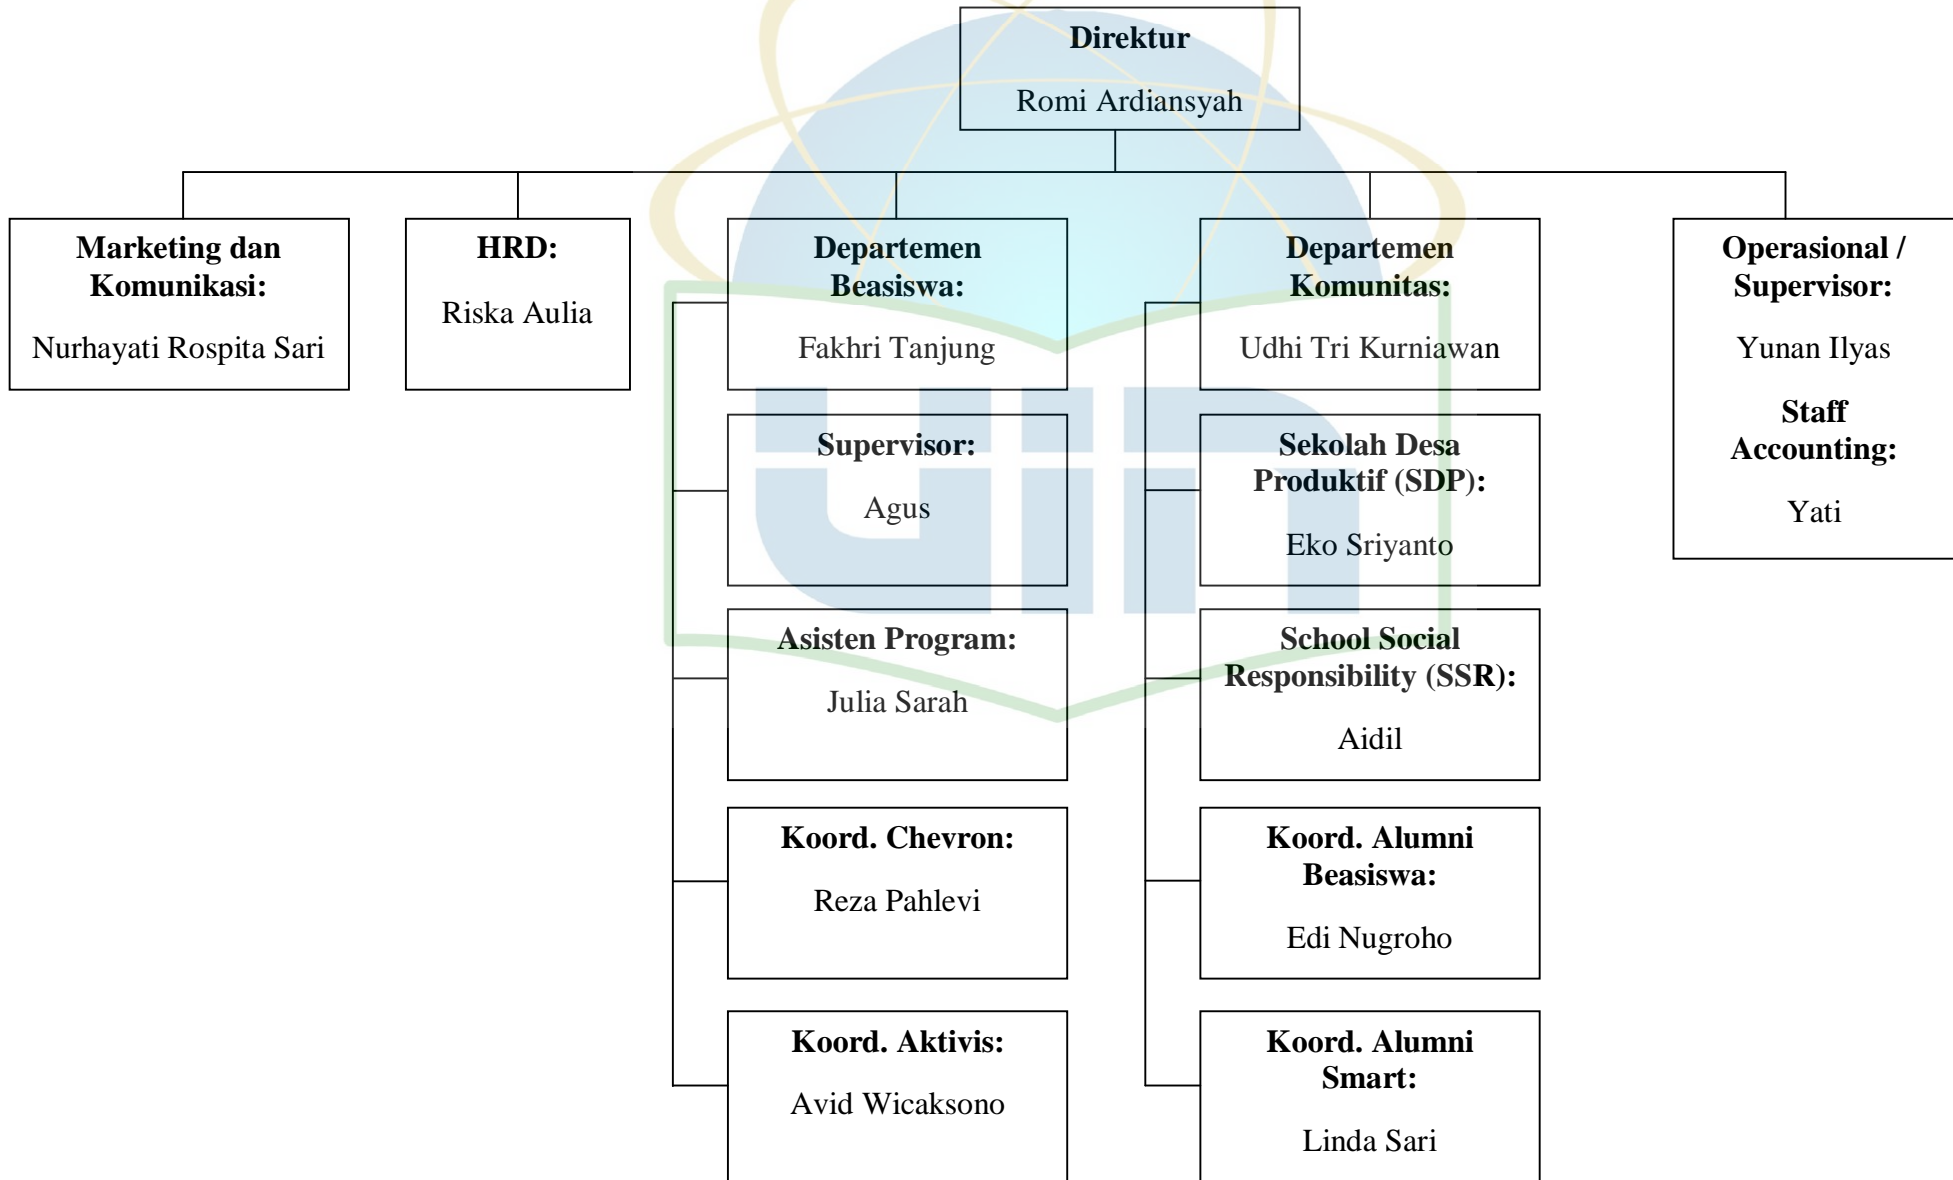 Direktur
Romi Ardiansyah
Marketing dan
Komunikasi:
Nurhayati Rospita Sari
HRD:
Riska Aulia
Departemen
Beasiswa:
Fakhri Tanjung
Supervisor:
Agus
Asisten Program:
Julia Sarah
Koord. Chevron:
Reza Pahlevi
Koord. Aktivis:
Avid Wicaksono
Departemen
Komunitas:
Udhi Tri Kurniawan
Sekolah Desa
Produktif (SDP):
Eko Sriyanto
School Social
Responsibility (SSR):
Aidil
Koord. Alumni
Beasiswa:
Edi Nugroho
Koord. Alumni
Smart:
Linda Sari
Operasional /
Supervisor:
Yunan Ilyas
Staff
Accounting:
Yati
uin